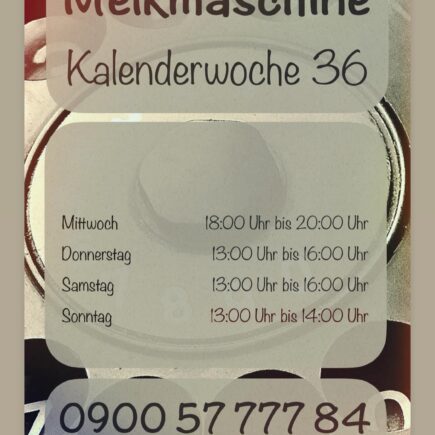 Melkmaschine
Kalenderwoche 36
Mittwoch 18:00 Uhr bis 20:00 Uhr
Donnerstag 13:00 Uhr bis 16:00 Uhr
Samstag 13:00 Uhr bis 16:00 Uhr
Sonntag 13:00 Uhr bis 14:00 Uhr
0900 57 777 84